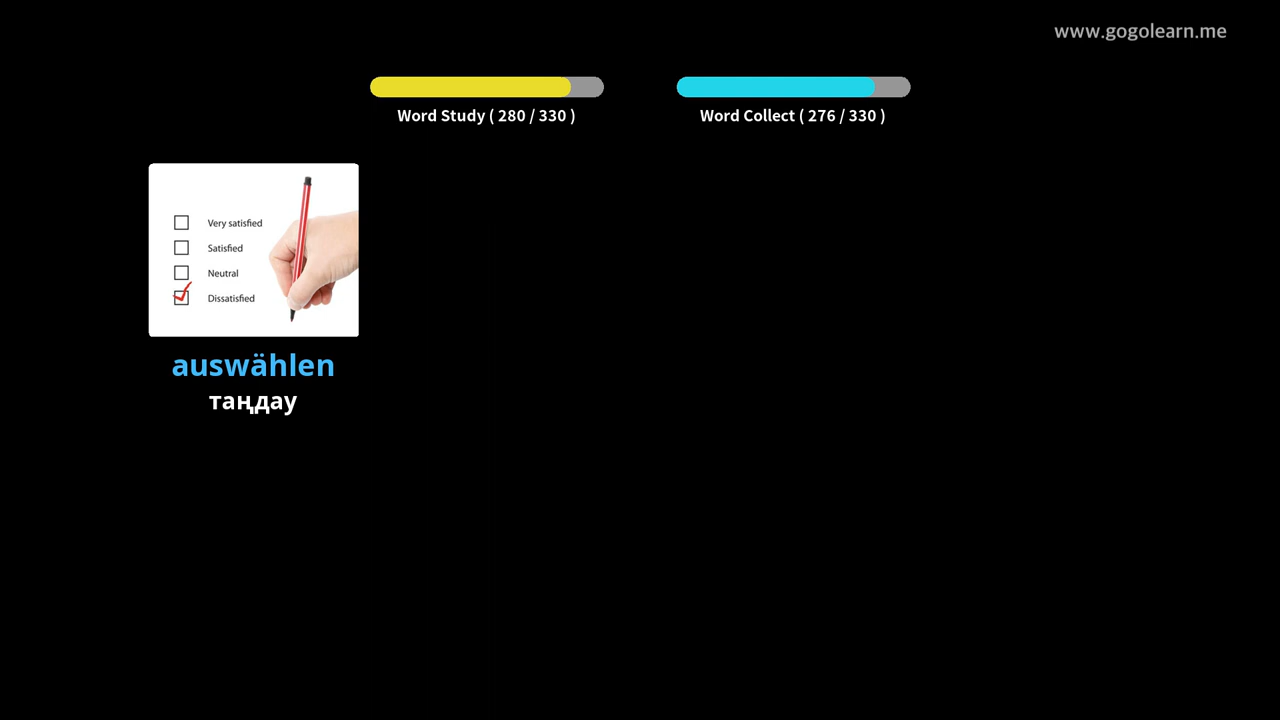 www.gogolearn.me
Word Study ( 280 / 330 )
Word Collect ( 276 / 330 )
Very satisfied
Satisfied
Neutral
Dissatisfied
auswählen
таңдау